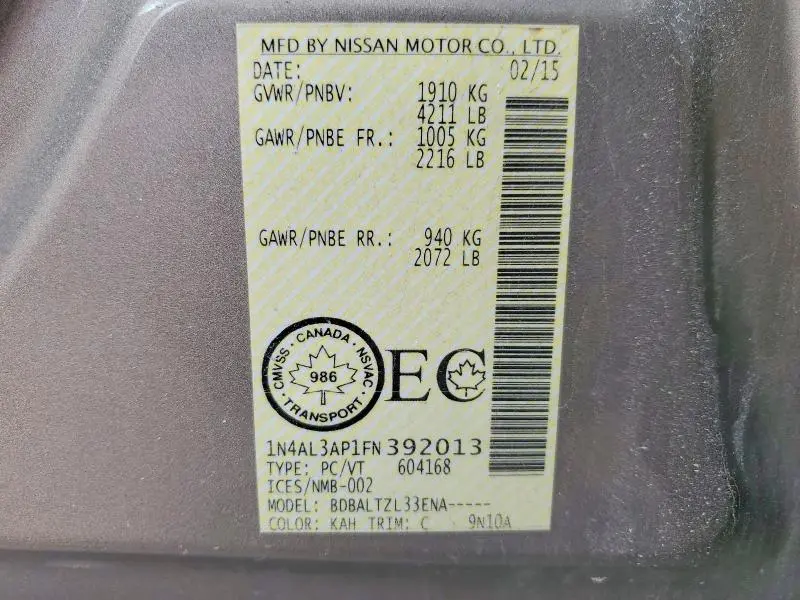 MFD BY NISSAN MOTOR CO., LTD.
DATE: 02/15
GVWR/PNBV: 1910 KG
4211 LB
GAWR/PNBE FR.: 1005 KG
2216 LB
GAWR/PNBE RR.: 940 KG
2072 LB
CANADA · NSVAC · TRANSPORT · CMVSS ·
986
EC
1N4AL3AP1FN392013
TYPE: PC/VT 604168
ICES/NMB-002
MODEL: BDBALTZL33ENA-----
COLOR: KAH TRIM: C 9N10A